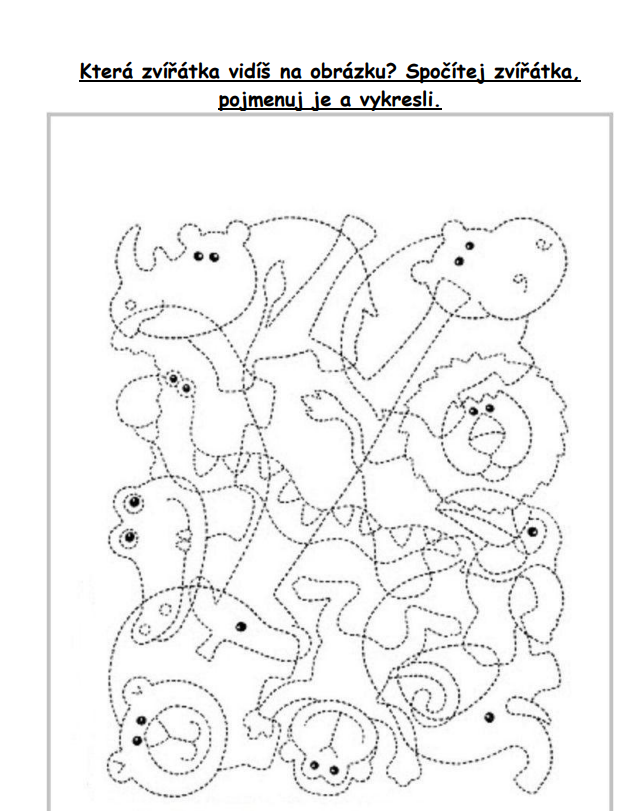 Která zvířátka vidíš na obrázku? Spočítej zvířátka,
pojmenuj je a vykresli.